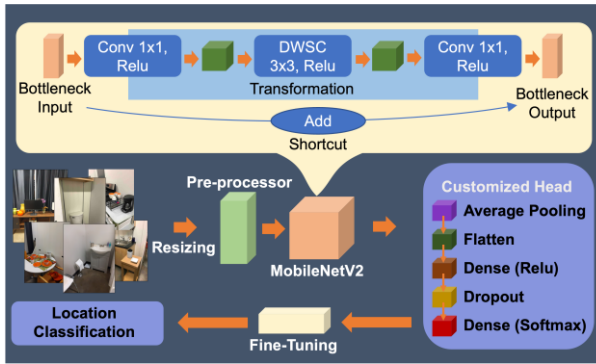 Conv 1x1,
Relu
DWSC
3x3, Relu
Conv 1x1,
Relu
Transformation
Bottleneck
Input
Bottleneck
Output
Add
Shortcut
Pre-processor
Resizing
MobileNetV2
Customized Head
Average Pooling
Flatten
Dense (Relu)
Dropout
Dense (Softmax)
Location
Classification
Fine-Tuning